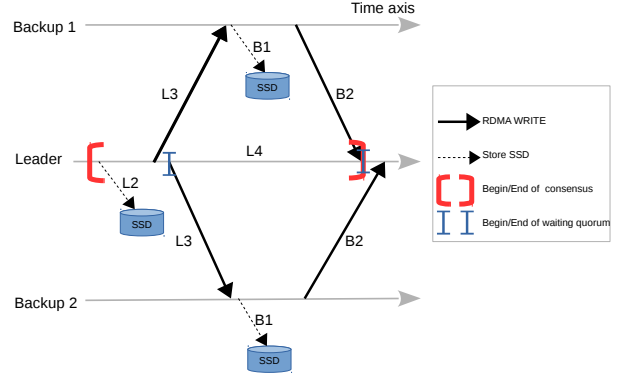 Time axis
Backup 1
B1
SSD
L3
B2
RDMA WRITE
Leader
L4
Store SSD
L2
Begin/End of consensus
SSD
Begin/End of waiting quorum
L3
B2
Backup 2
B1
SSD